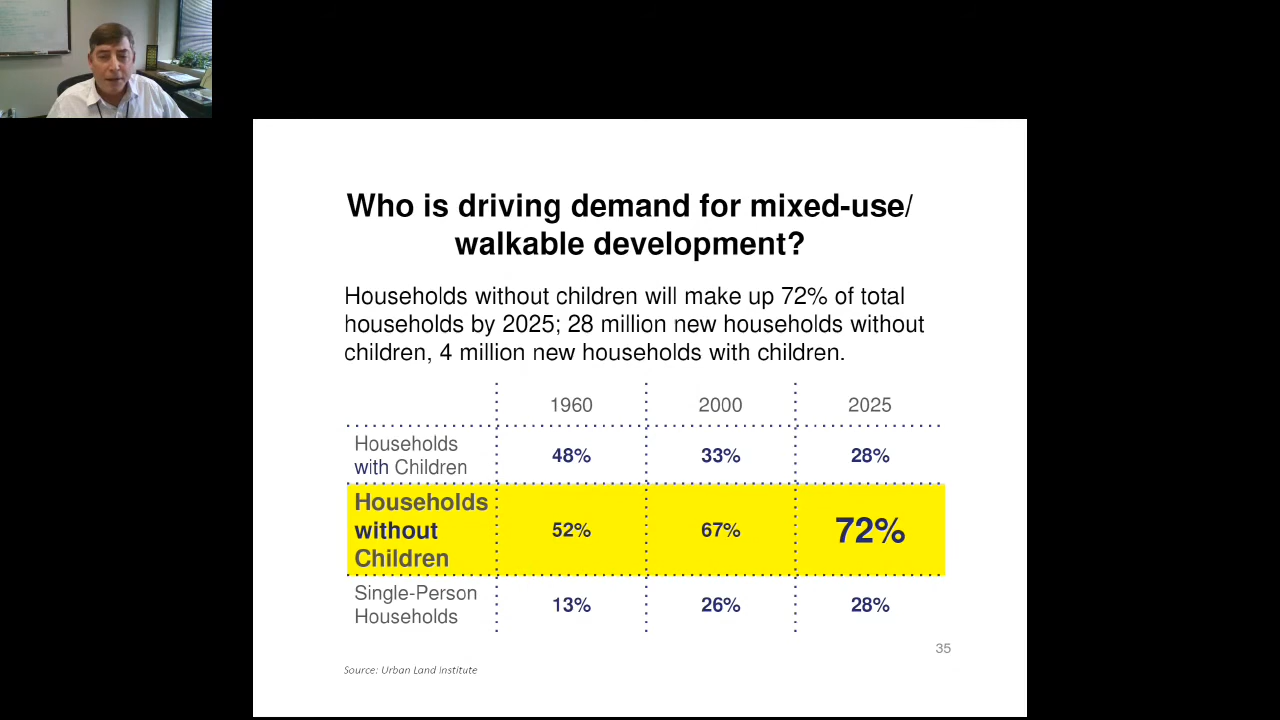 Who is driving demand for mixed-use/
walkable development?
Households without children will make up 72% of total
households by 2025; 28 million new households without
children, 4 million new households with children.
1960 2000 2025
Households
with Children
48% 33% 28%
Households
without
Children
52% 67% 72%
Single-Person
Households
13% 26% 28%
35
Source: Urban Land Institute